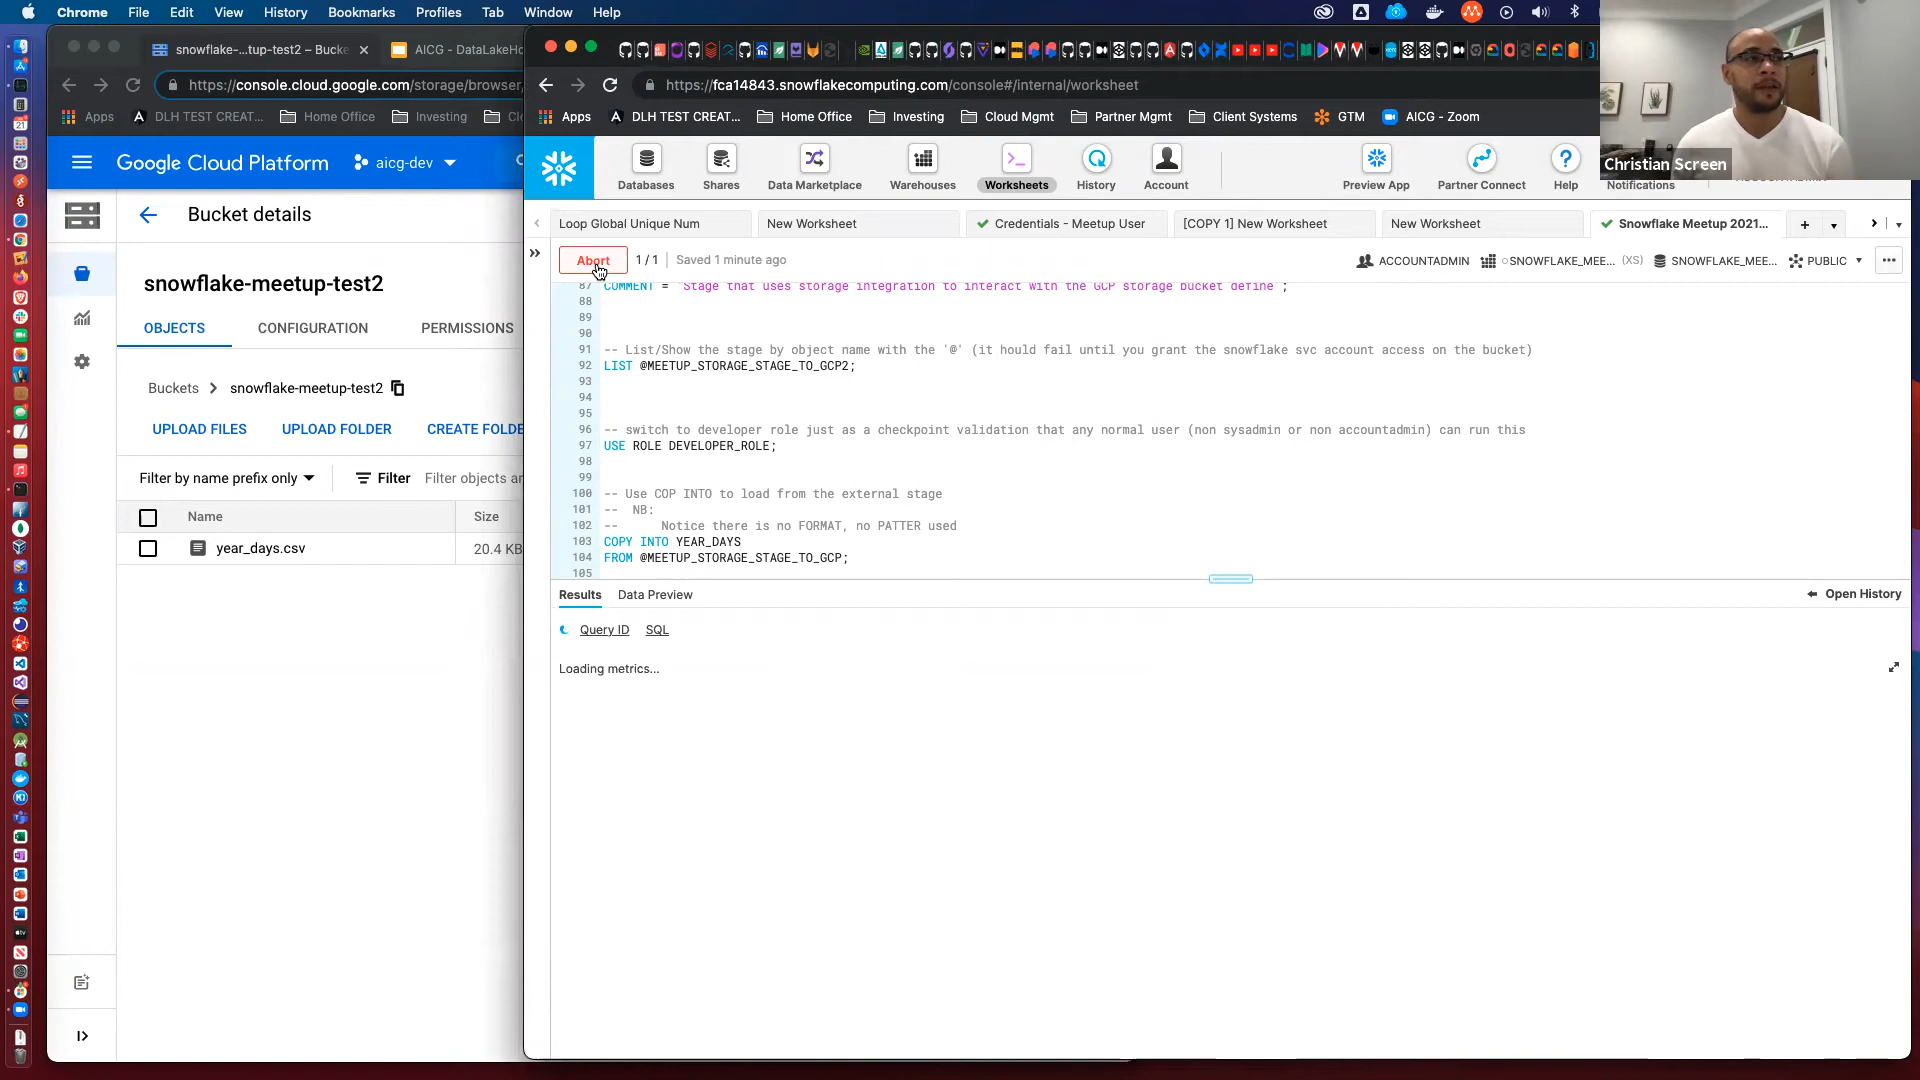 Chrome File Edit View History Bookmarks Profiles Tab Window Help
snowflake-...tup-test2 – Bucke
AICG - DataLakeHo
https://console.cloud.google.com/storage/browser/
https://fca14843.snowflakecomputing.com/console#/internal/worksheet
Apps DLH TEST CREAT... Home Office Investing
Apps DLH TEST CREAT... Home Office Investing Cloud Mgmt Partner Mgmt Client Systems GTM AICG - Zoom
Christian Screen
Google Cloud Platform aicg-dev
Databases Shares Data Marketplace Warehouses Worksheets History Account Preview App Partner Connect Help Notifications
Bucket details
Loop Global Unique Num New Worksheet Credentials - Meetup User [COPY 1] New Worksheet New Worksheet Snowflake Meetup 2021...
Abort 1 / 1 Saved 1 minute ago ACCOUNTADMIN SNOWFLAKE_MEE... (XS) SNOWFLAKE_MEE... PUBLIC
snowflake-meetup-test2
OBJECTS CONFIGURATION PERMISSIONS
Buckets > snowflake-meetup-test2
UPLOAD FILES UPLOAD FOLDER CREATE FOLDE
Filter by name prefix only Filter Filter objects an
Name Size
year_days.csv 20.4 KB
87 COMMENT = 'Stage that uses storage integration to interact with the GCP storage bucket define';
88
89
90
91 -- List/Show the stage by object name with the '@' (it hould fail until you grant the snowflake svc account access on the bucket)
92 LIST @MEETUP_STORAGE_STAGE_TO_GCP2;
93
94
95
96 -- switch to developer role just as a checkpoint validation that any normal user (non sysadmin or non accountadmin) can run this
97 USE ROLE DEVELOPER_ROLE;
98
99
100 -- Use COP INTO to load from the external stage
101 -- NB:
102 -- Notice there is no FORMAT, no PATTER used
103 COPY INTO YEAR_DAYS
104 FROM @MEETUP_STORAGE_STAGE_TO_GCP;
105
Results Data Preview Open History
Query ID SQL
Loading metrics...